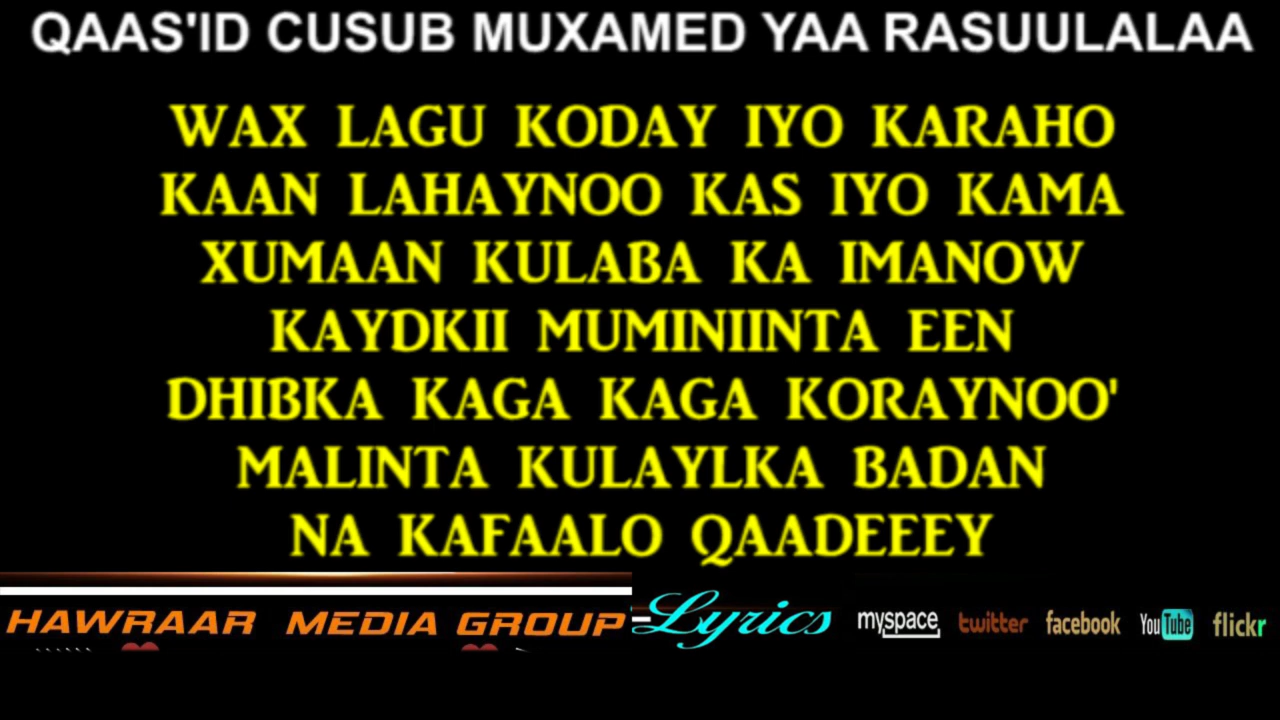 QAAS'ID CUSUB MUXAMED YAA RASUULALAA
WAX LAGU KODAY IYO KARAHO
KAAN LAHAYNOO KAS IYO KAMA
XUMAAN KULABA KA IMANOW
KAYDKII MUMINIINTA EEN
DHIBKA KAGA KAGA KORAYNOO'
MALINTA KULAYLKA BADAN
NA KAFAALO QAADEEEY
HAWRAAR MEDIA GROUP Lyrics myspace twitter facebook YouTube flickr